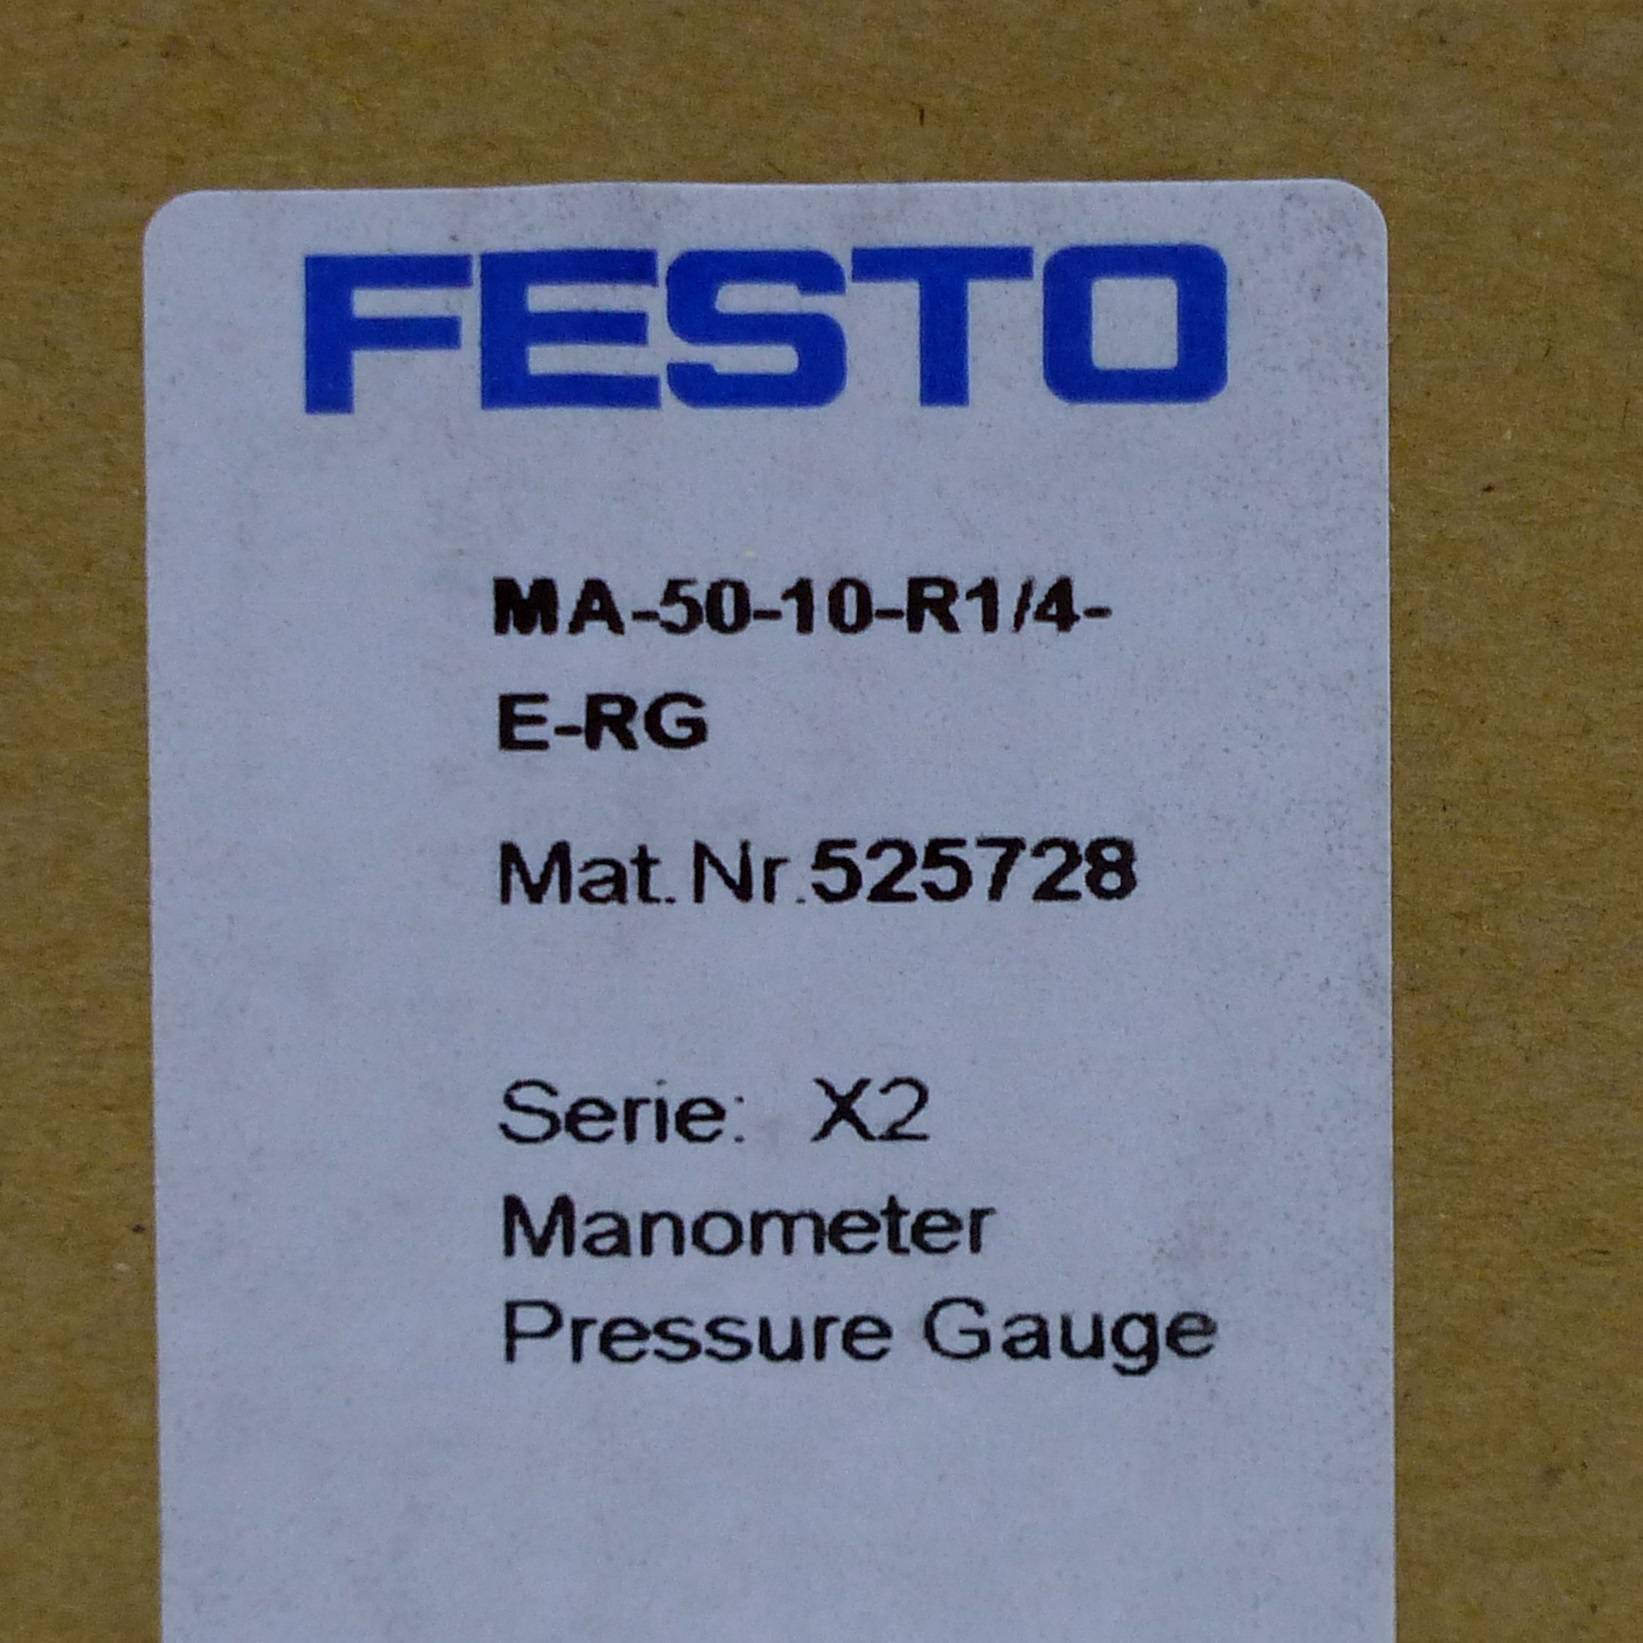 FESTO
MA-50-10-R1/4-
E-RG
Mat.Nr.525728
Serie: X2
Manometer
Pressure Gauge